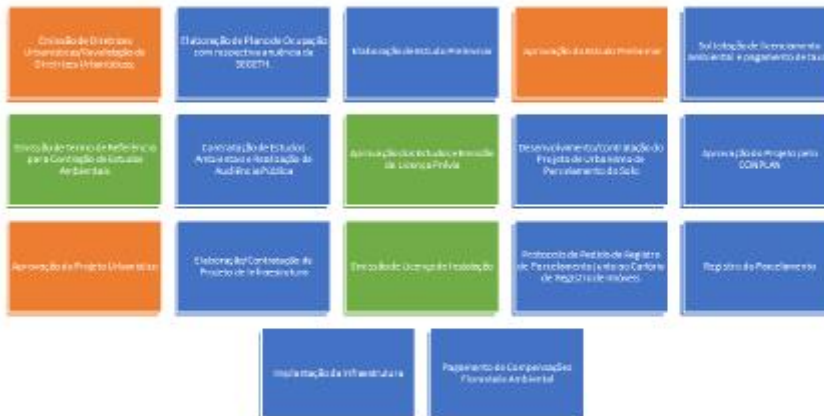 Emissão de Diretrizes
Urbanísticas/Revalidação de
Diretrizes Urbanísticas
Elaboração de Plano de Ocupação
com respectiva anuência da
SEGETH.
Elaboração de Estudo Preliminar
Aprovação do Estudo Preliminar
Solicitação de licenciamento
ambiental e pagamento de taxa
Emissão de Termo de Referência
para Contratação de Estudos
Ambientais
Contratação de Estudos
Ambientais e Realização de
Audiência Pública
Aprovação dos Estudos e Emissão
da Licença Prévia
Desenvolvimento/Contratação do
Projeto de Urbanismo de
Parcelamento do Solo
Aprovação do Projeto pelo
CONPLAN
Aprovação do Projeto Urbanístico
Elaboração/Contratação do
Projeto de Infraestrutura
Emissão de Licença de Instalação
Protocolo de Pedido de Registro
de Parcelamento junto ao Cartório
de Registro de Imóveis
Registro do Parcelamento
Implantação da Infraestrutura
Pagamento de Compensações
Florestal e Ambiental